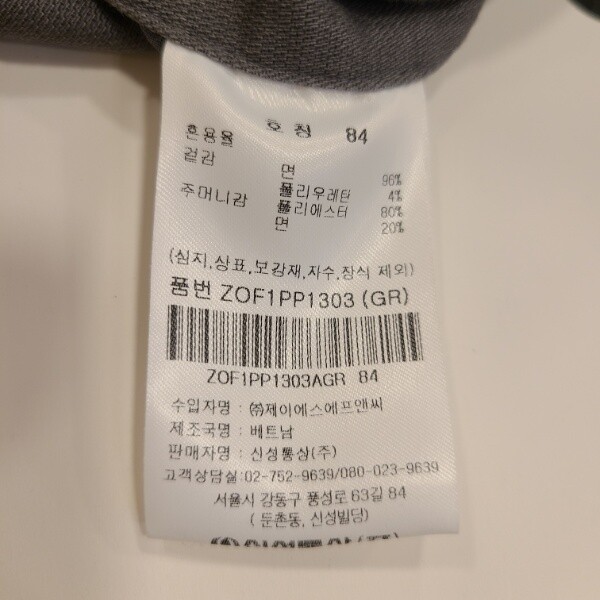 호 칭 84
혼용율
겉감 면 96%
폴리우레탄 4%
주머니감 폴리에스터 80%
면 20%
(심지,상표,보강재,자수,장식 제외)
품번 ZOF1PP1303 (GR)
ZOF1PP1303AGR 84
수입자명 : ㈜제이에스에프앤씨
제조국명 : 베트남
판매자명 : 신성통상(주)
고객상담실:02-752-9639/080-023-9639
서울시 강동구 풍성로 63길 84
( 둔촌동, 신성빌딩)